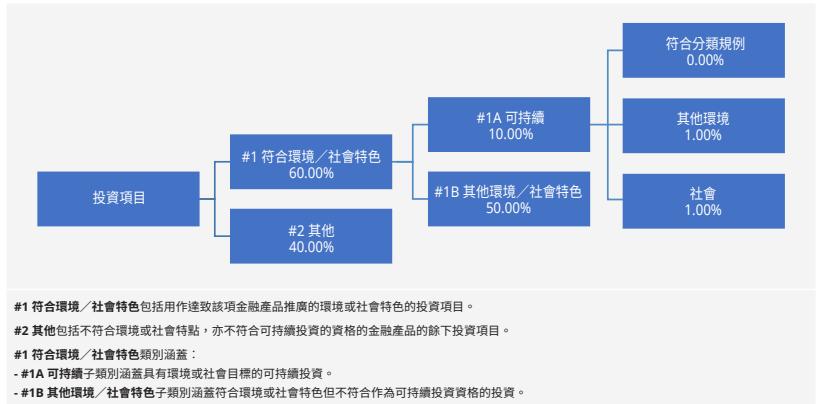 投資項目
#1 符合環境／社會特色
60.00%
#2 其他
40.00%
#1A 可持續
10.00%
#1B 其他環境／社會特色
50.00%
符合分類規例
0.00%
其他環境
1.00%
社會
1.00%
#1 符合環境／社會特色包括用作達致該項金融產品推廣的環境或社會特色的投資項目。
#2 其他包括不符合環境或社會特點，亦不符合可持續投資的資格的金融產品的餘下投資項目。
#1 符合環境／社會特色類別涵蓋：
- #1A 可持續子類別涵蓋具有環境或社會目標的可持續投資。
- #1B 其他環境／社會特色子類別涵蓋符合環境或社會特色但不符合作為可持續投資資格的投資。